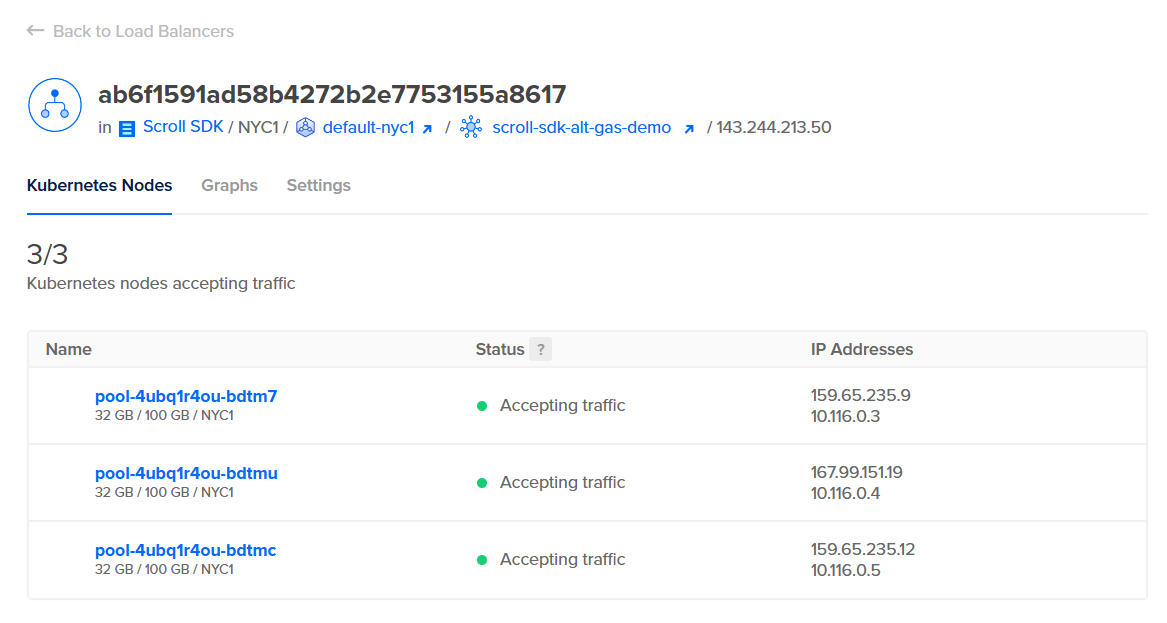 ← Back to Load Balancers
ab6f1591ad58b4272b2e7753155a8617
in Scroll SDK / NYC1 / default-nyc1 / scroll-sdk-alt-gas-demo / 143.244.213.50
Kubernetes Nodes Graphs Settings
3/3
Kubernetes nodes accepting traffic
Name Status ? IP Addresses
pool-4ubq1r4ou-bdtm7
32 GB / 100 GB / NYC1
Accepting traffic
159.65.235.9
10.116.0.3
pool-4ubq1r4ou-bdtmu
32 GB / 100 GB / NYC1
Accepting traffic
167.99.151.19
10.116.0.4
pool-4ubq1r4ou-bdtmc
32 GB / 100 GB / NYC1
Accepting traffic
159.65.235.12
10.116.0.5